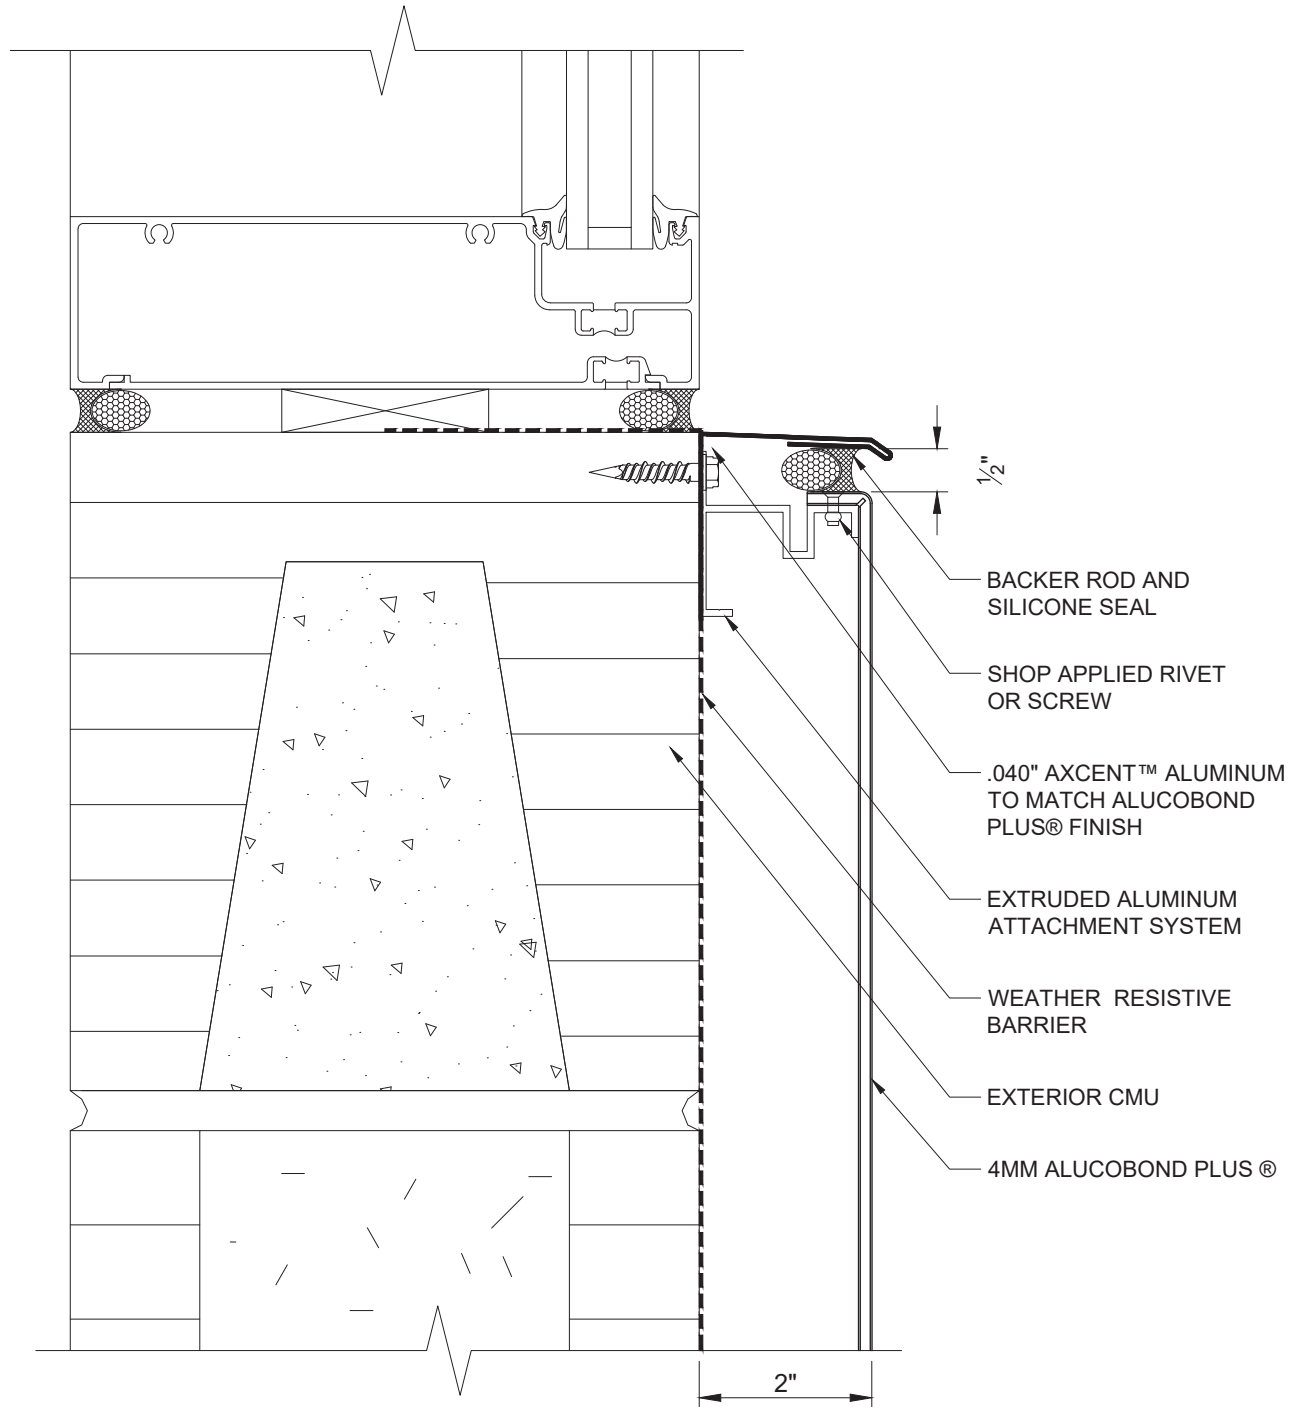 ½"
BACKER ROD AND
SILICONE SEAL
SHOP APPLIED RIVET
OR SCREW
.040" AXCENT™ ALUMINUM
TO MATCH ALUCOBOND
PLUS® FINISH
EXTRUDED ALUMINUM
ATTACHMENT SYSTEM
WEATHER RESISTIVE
BARRIER
EXTERIOR CMU
4MM ALUCOBOND PLUS ®
2"